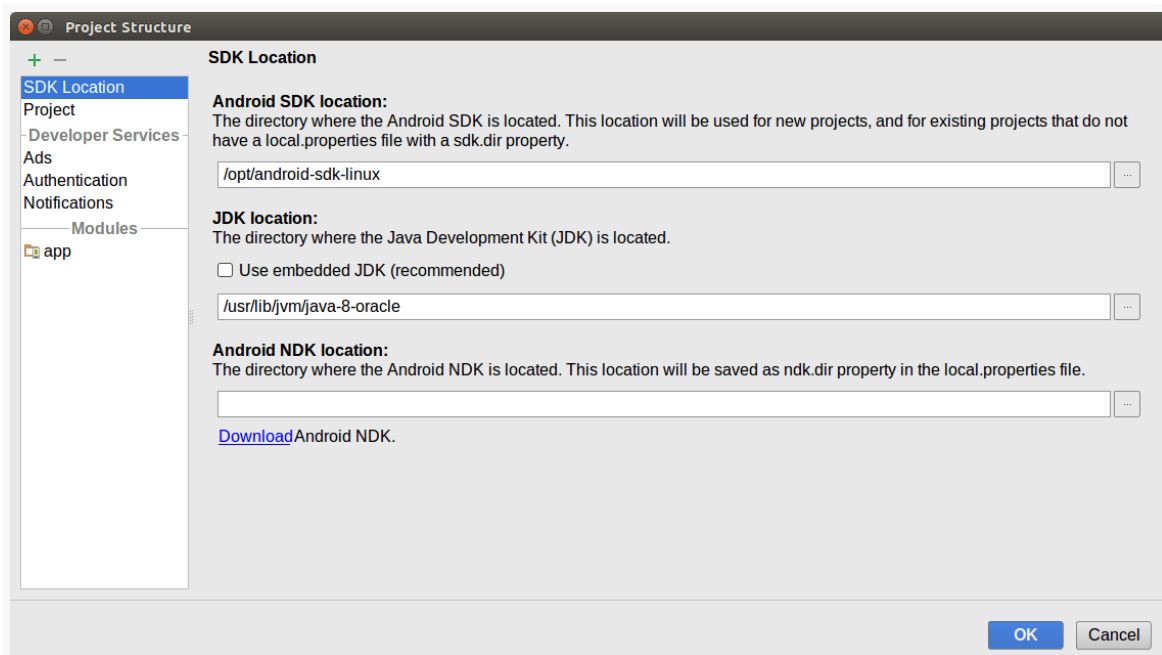 Project Structure
SDK Location
Project
Developer Services
Ads
Authentication
Notifications
Modules
app
SDK Location
Android SDK location:
The directory where the Android SDK is located. This location will be used for new projects, and for existing projects that do not
have a local.properties file with a sdk.dir property.
/opt/android-sdk-linux
...
JDK location:
The directory where the Java Development Kit (JDK) is located.
Use embedded JDK (recommended)
/usr/lib/jvm/java-8-oracle
...
Android NDK location:
The directory where the Android NDK is located. This location will be saved as ndk.dir property in the local.properties file.
...
Download Android NDK.
OK
Cancel